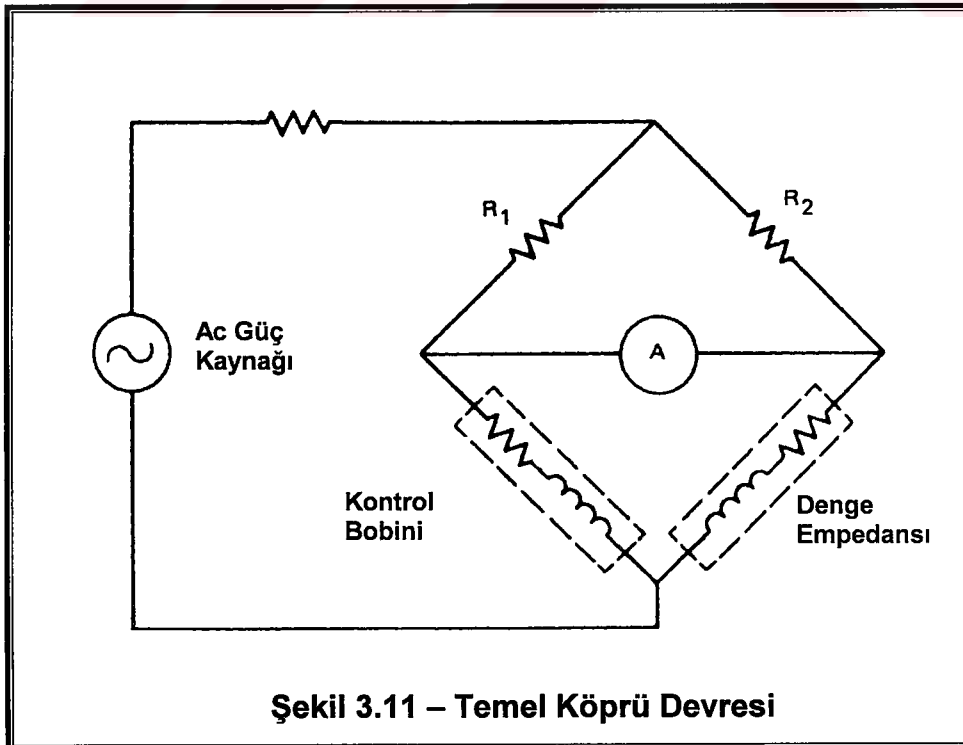 R1
R2
Ac Güç
Kaynağı
A
Kontrol
Bobini
Denge
Empedansı
Şekil 3.11 – Temel Köprü Devresi